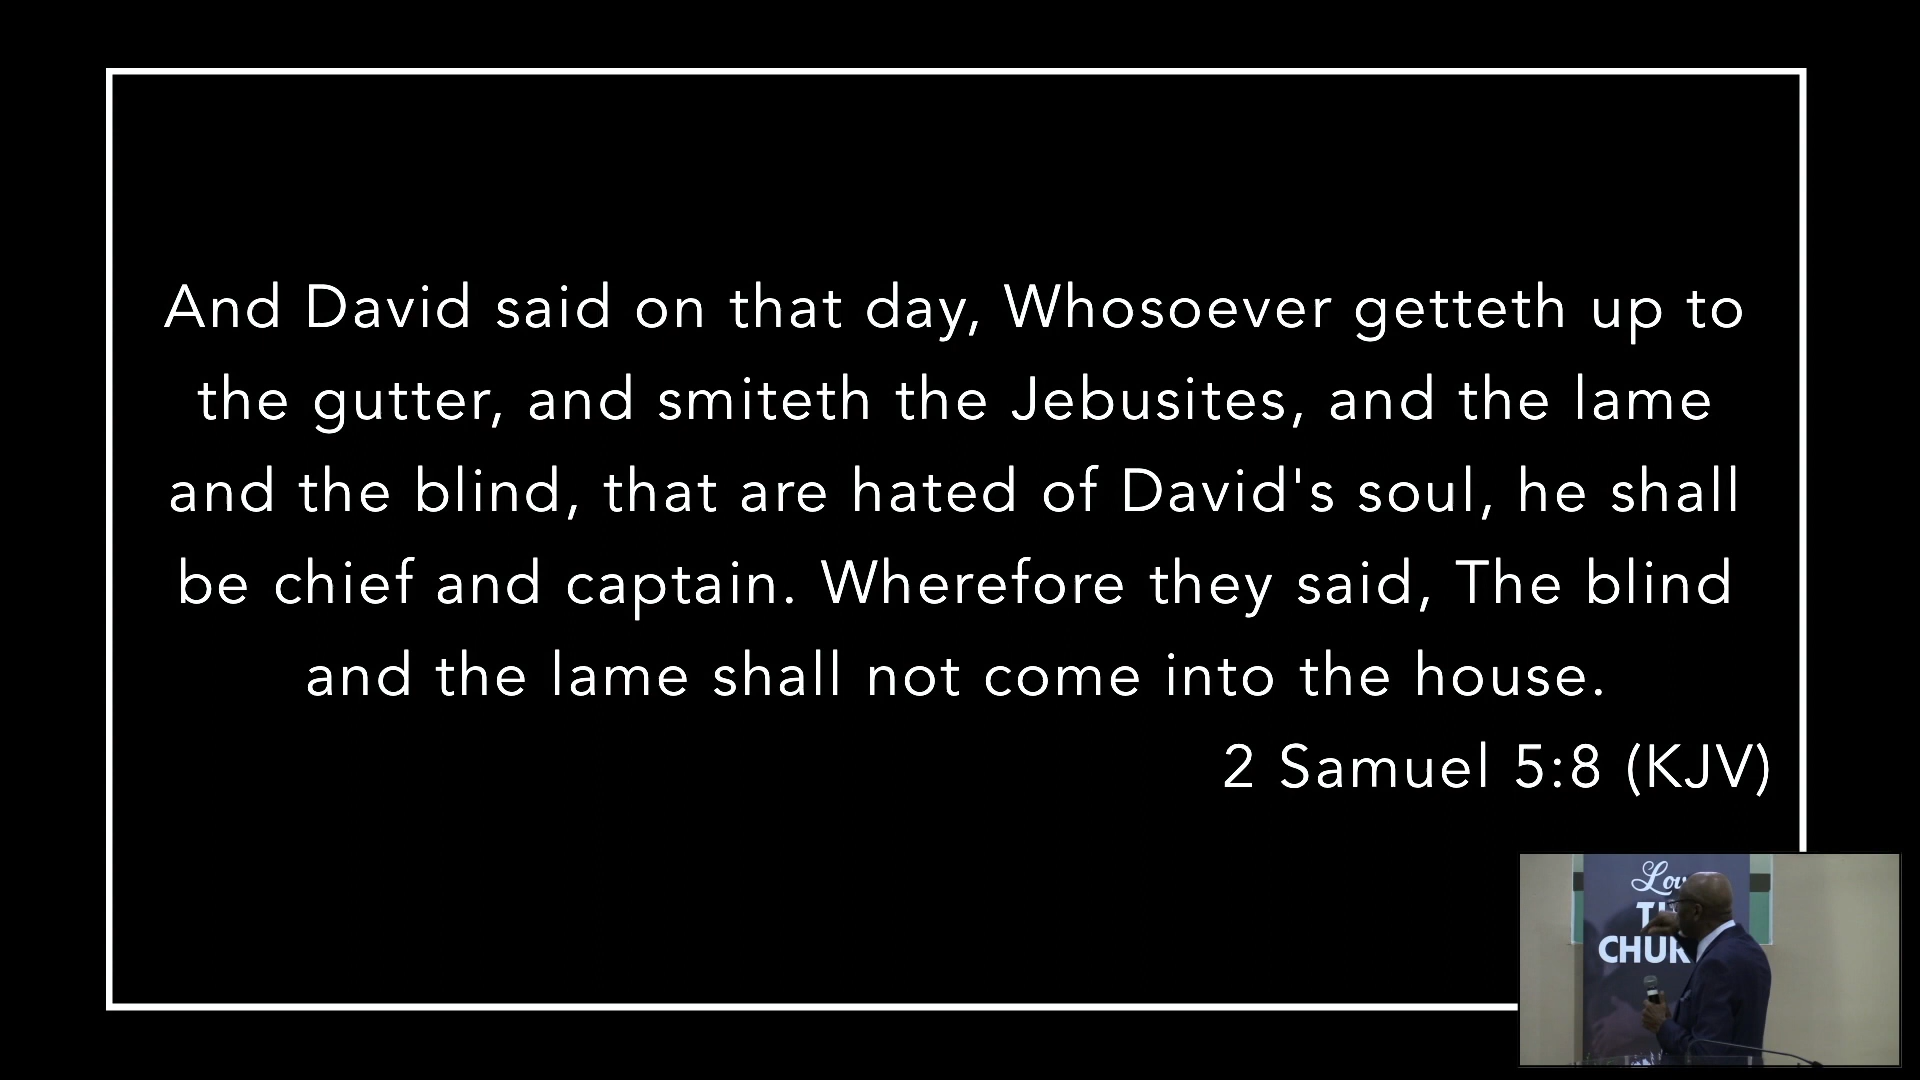 And David said on that day, Whosoever getteth up to
the gutter, and smiteth the Jebusites, and the lame
and the blind, that are hated of David's soul, he shall
be chief and captain. Wherefore they said, The blind
and the lame shall not come into the house.
2 Samuel 5:8 (KJV)